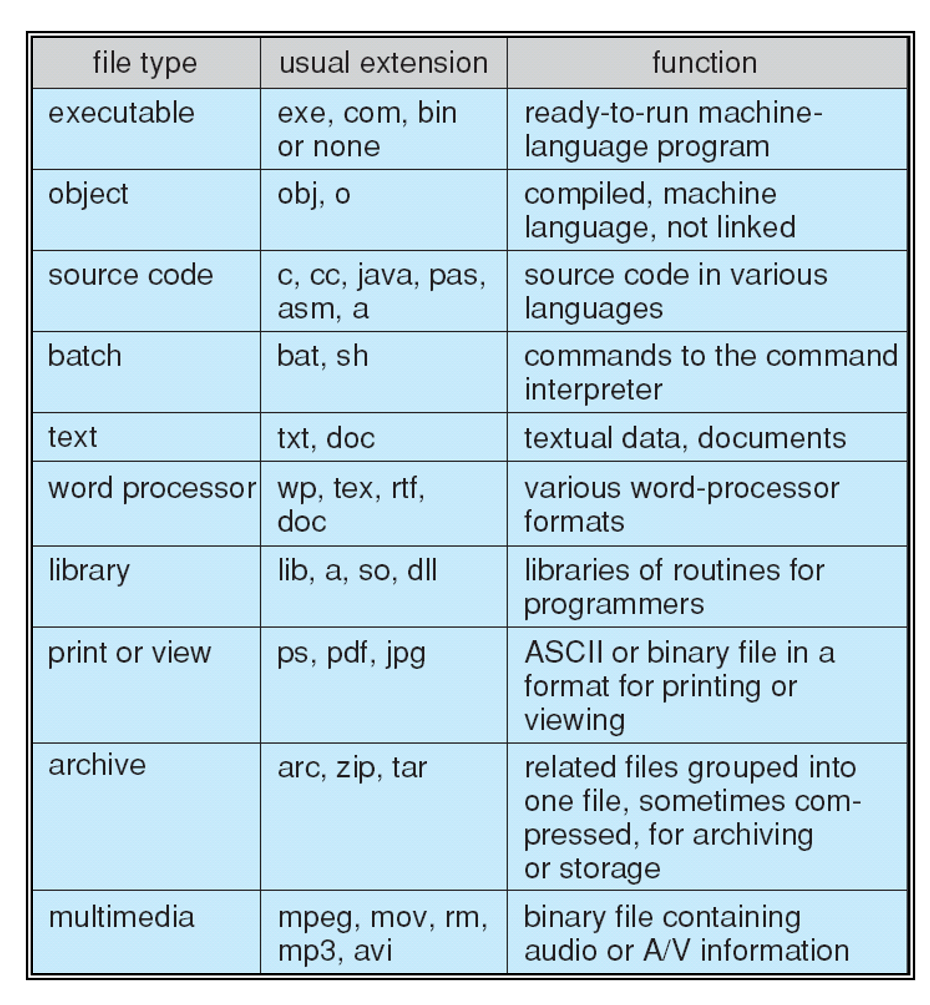 file type usual extension function
executable exe, com, bin ready-to-run machine-
or none language program
object obj, o compiled, machine
language, not linked
source code c, cc, java, pas, source code in various
asm, a languages
batch bat, sh commands to the command
interpreter
text txt, doc textual data, documents
word processor wp, tex, rtf, various word-processor
doc formats
library lib, a, so, dll libraries of routines for
programmers
print or view ps, pdf, jpg ASCII or binary file in a
format for printing or
viewing
archive arc, zip, tar related files grouped into
one file, sometimes com-
pressed, for archiving
or storage
multimedia mpeg, mov, rm, binary file containing
mp3, avi audio or A/V information